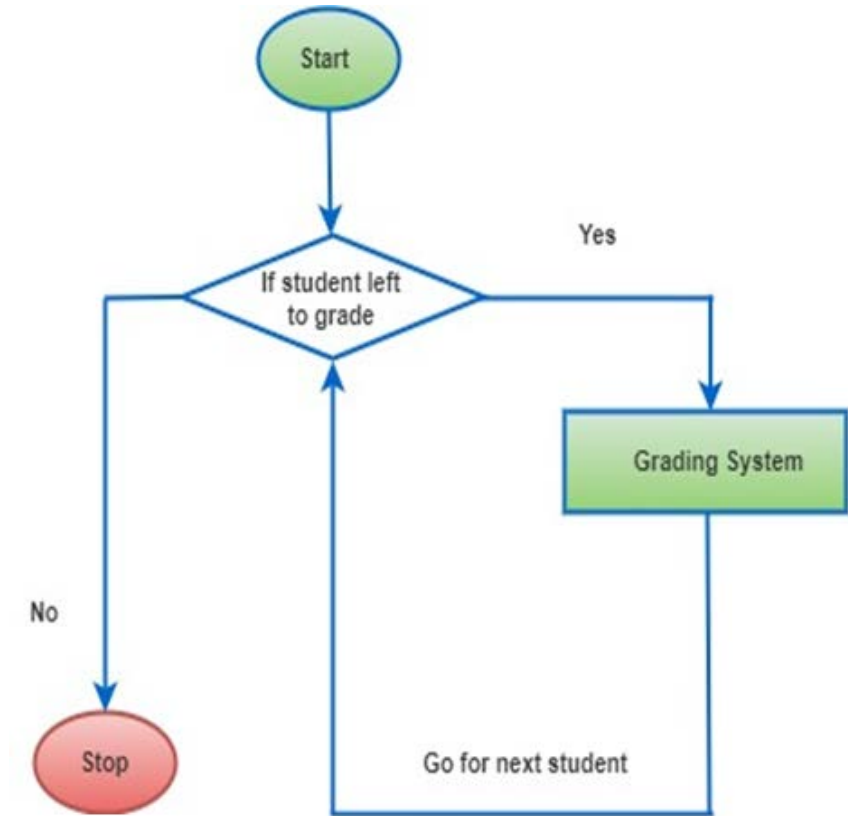 Start
Yes
If student left
to grade
Grading System
No
Stop
Go for next student